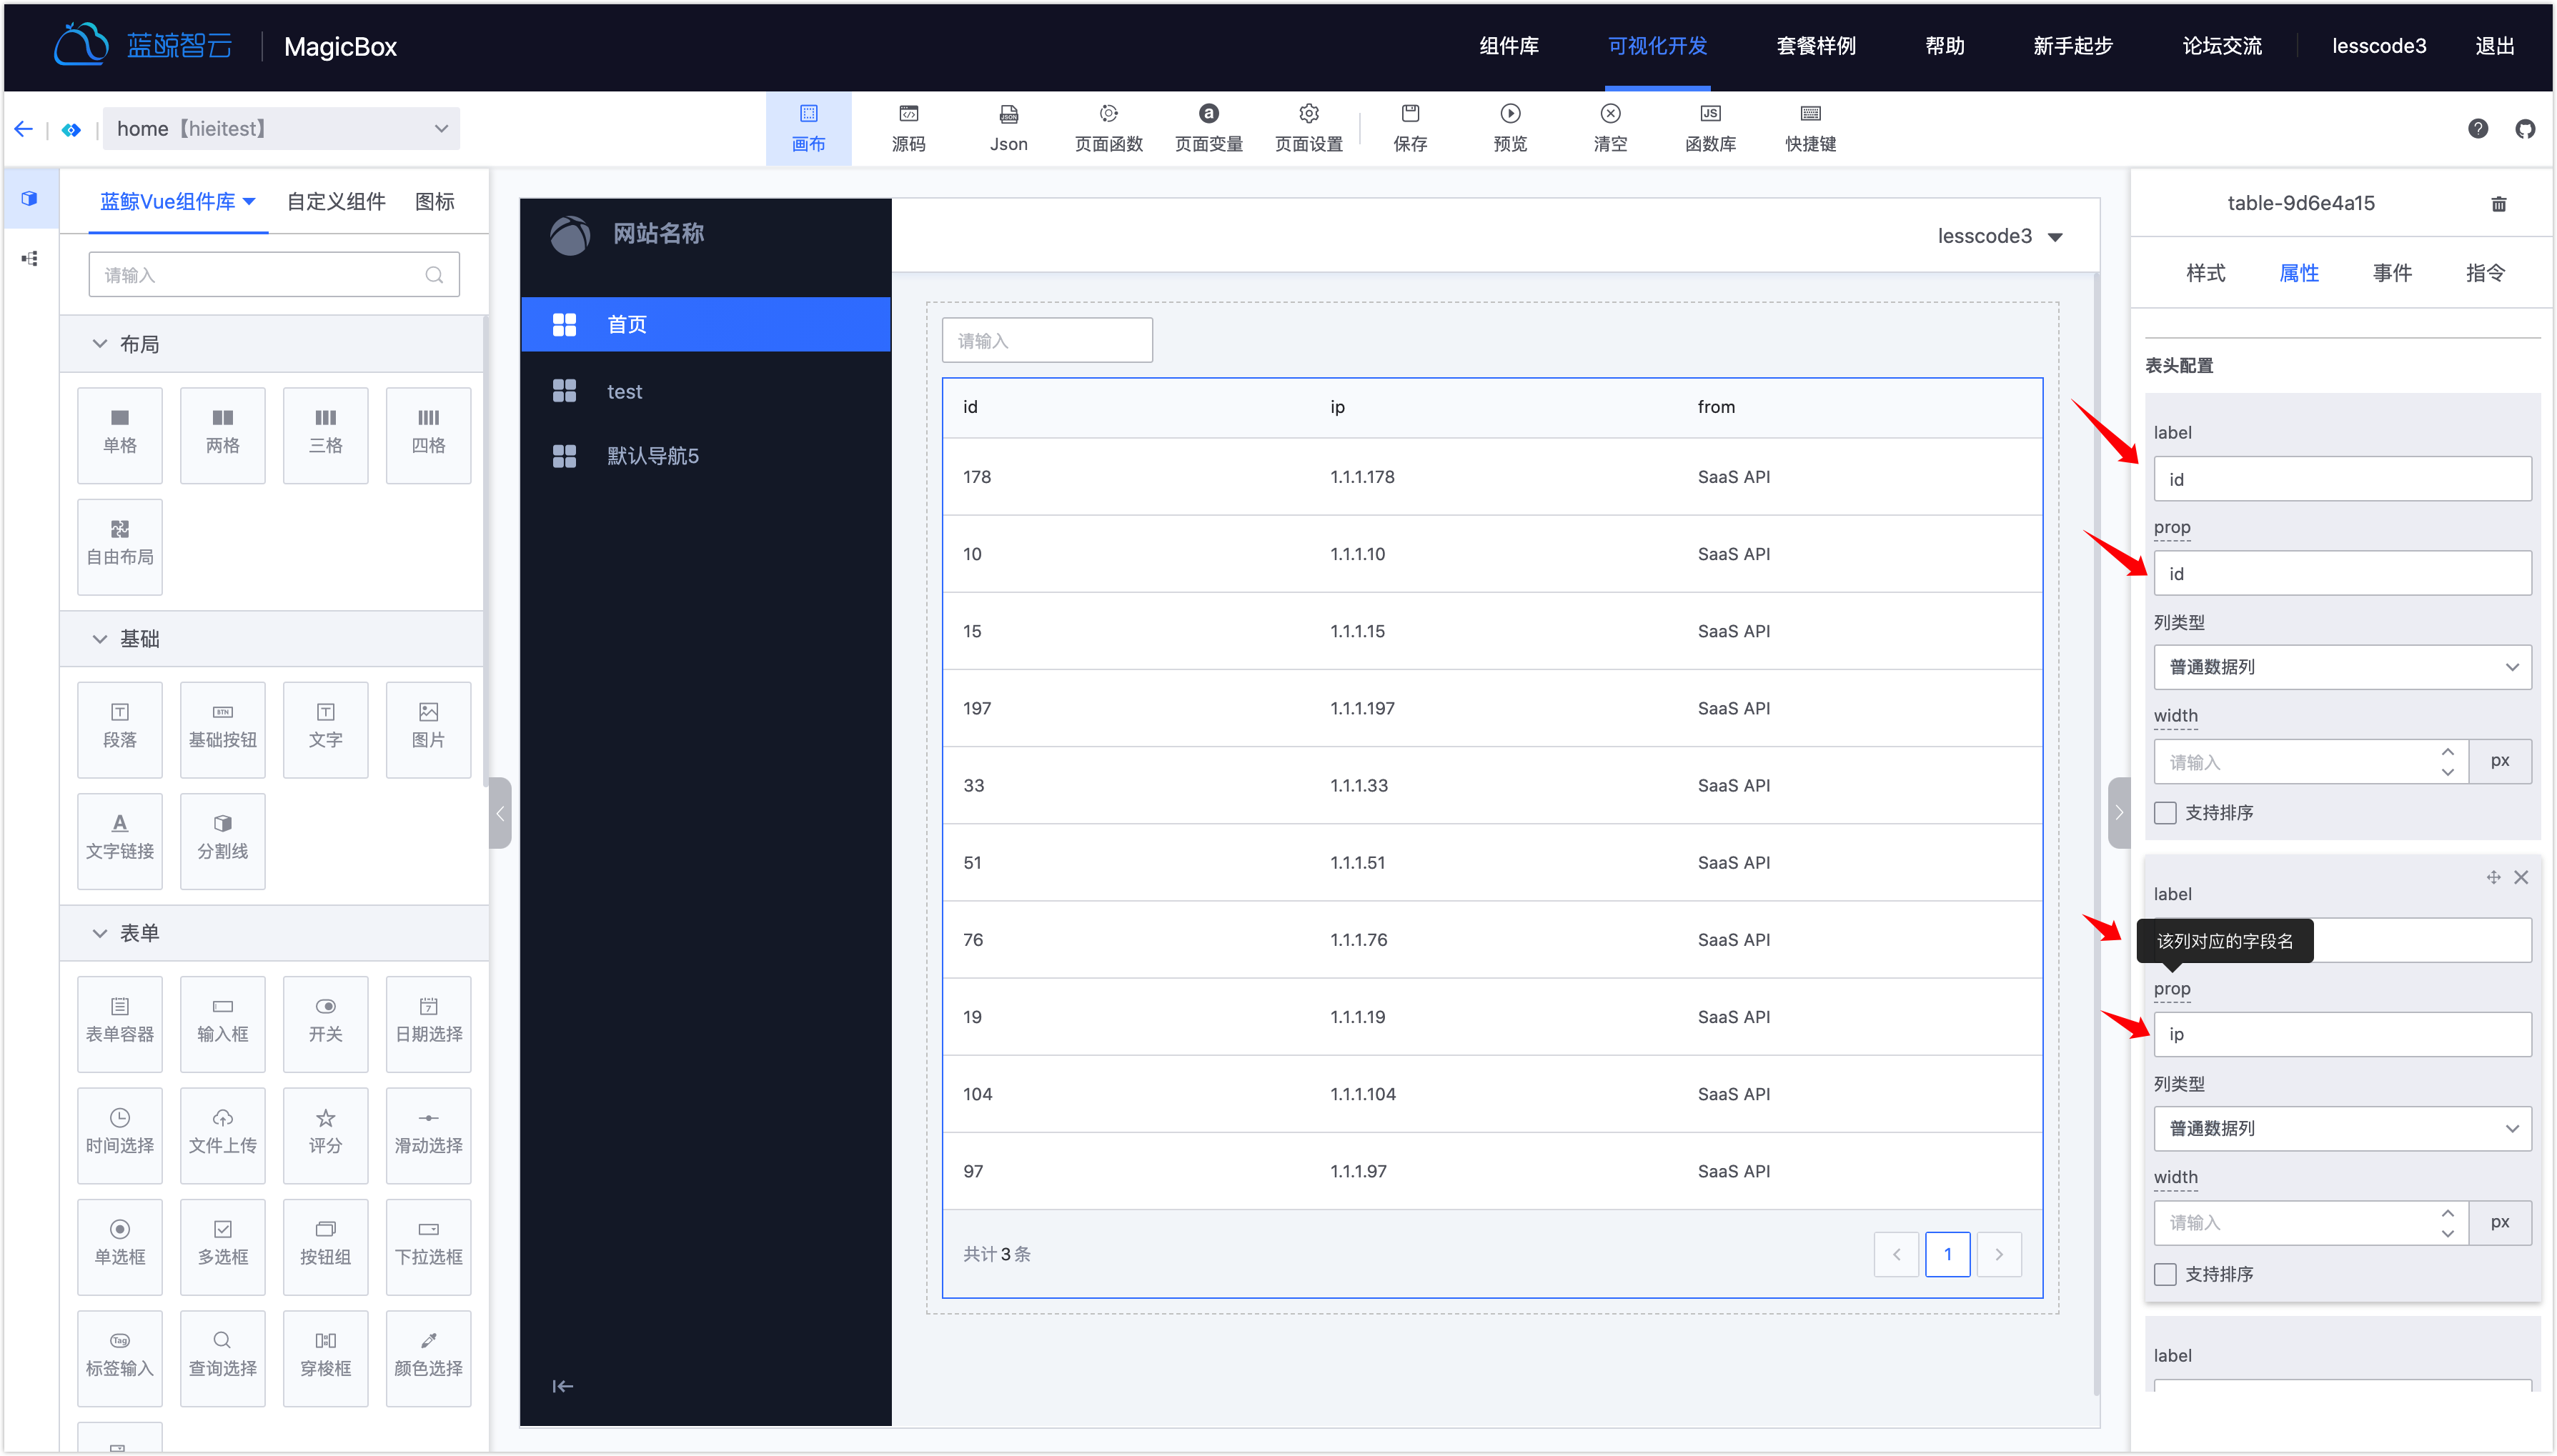 蓝鲸智云 MagicBox 组件库 可视化开发 套餐样例 帮助 新手起步 论坛交流 lesscode3 退出
home【hieitest】
画布 源码 Json 页面函数 页面变量 页面设置 保存 预览 清空 函数库 快捷键
蓝鲸Vue组件库 自定义组件 图标
请输入
布局
单格 两格 三格 四格
自由布局
基础
段落 基础按钮 文字 图片
文字链接 分割线
表单
表单容器 输入框 开关 日期选择
时间选择 文件上传 评分 滑动选择
单选框 多选框 按钮组 下拉选框
标签输入 查询选择 穿梭框 颜色选择
网站名称
首页
test
默认导航5
lesscode3
请输入
id ip from
178 1.1.1.178 SaaS API
10 1.1.1.10 SaaS API
15 1.1.1.15 SaaS API
197 1.1.1.197 SaaS API
33 1.1.1.33 SaaS API
51 1.1.1.51 SaaS API
76 1.1.1.76 SaaS API
19 1.1.1.19 SaaS API
104 1.1.1.104 SaaS API
97 1.1.1.97 SaaS API
共计 3 条 1
table-9d6e4a15
样式 属性 事件 指令
表头配置
label
id
prop
id
列类型
普通数据列
width
请输入 px
支持排序
label
该列对应的字段名
prop
ip
列类型
普通数据列
width
请输入 px
支持排序
label